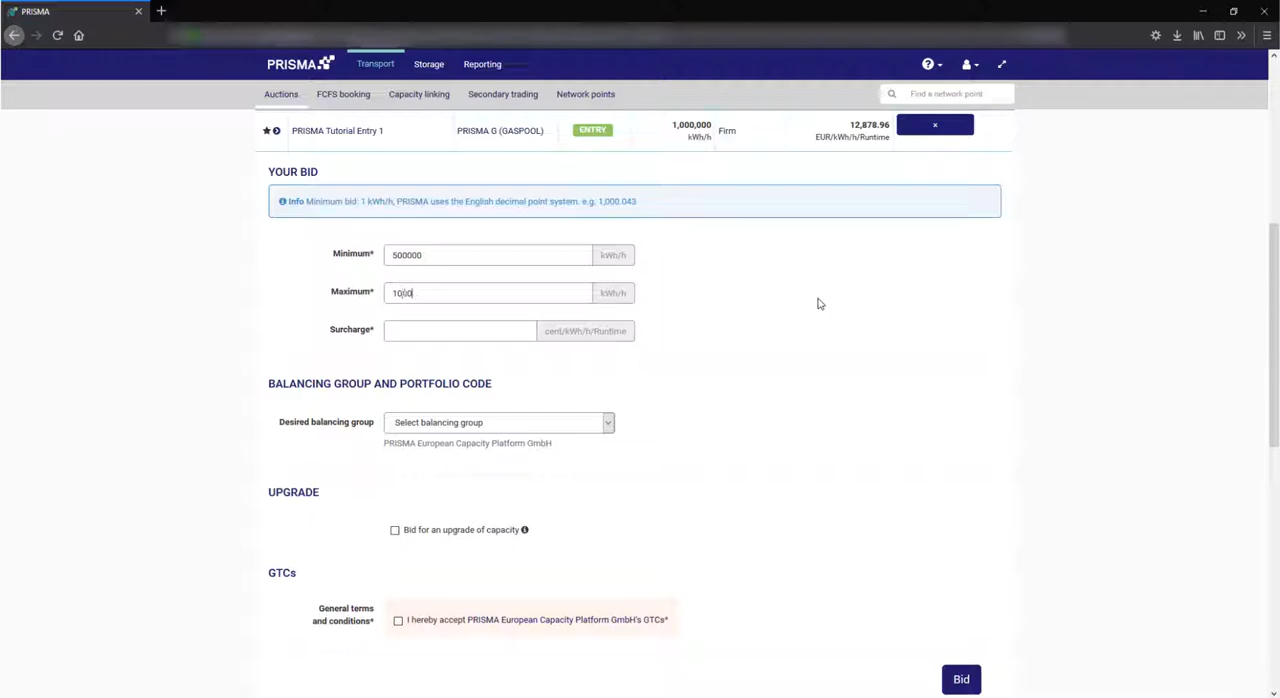 PRISMA
PRISMA Transport Storage Reporting
Auctions FCFS booking Capacity linking Secondary trading Network points Find a network point
PRISMA Tutorial Entry 1 PRISMA G (GASPOOL) ENTRY 1,000,000 kWh/h Firm 12,878.96 EUR/kWh/h/Runtime
YOUR BID
Info Minimum bid: 1 kWh/h, PRISMA uses the English decimal point system. e.g. 1,000.043
Minimum* 500000 kWh/h
Maximum* kWh/h
Surcharge* cent/kWh/h/Runtime
BALANCING GROUP AND PORTFOLIO CODE
Desired balancing group Select balancing group
PRISMA European Capacity Platform GmbH
UPGRADE
Bid for an upgrade of capacity
GTCs
General terms
and conditions* I hereby accept PRISMA European Capacity Platform GmbH's GTCs*
Bid